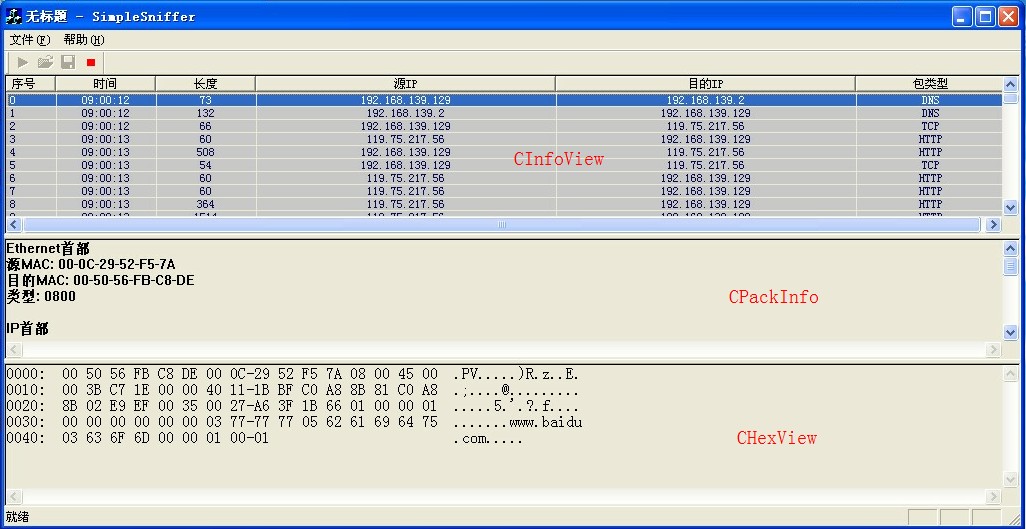 无标题 - SimpleSniffer
文件(F) 帮助(H)
序号 时间 长度 源IP 目的IP 包类型
0 09:00:12 73 192.168.139.129 192.168.139.2 DNS
1 09:00:12 132 192.168.139.2 192.168.139.129 DNS
2 09:00:12 66 192.168.139.129 119.75.217.56 TCP
3 09:00:13 60 119.75.217.56 192.168.139.129 HTTP
4 09:00:13 508 192.168.139.129 119.75.217.56 HTTP
5 09:00:13 54 192.168.139.129 119.75.217.56 TCP
6 09:00:13 60 119.75.217.56 192.168.139.129 HTTP
7 09:00:13 60 119.75.217.56 192.168.139.129 HTTP
8 09:00:13 364 119.75.217.56 192.168.139.129 HTTP
CInfoView
Ethernet首部
源MAC: 00-0C-29-52-F5-7A
目的MAC: 00-50-56-FB-C8-DE
类型: 0800
IP首部
CPackInfo
0000: 00 50 56 FB C8 DE 00 0C-29 52 F5 7A 08 00 45 00 .PV.....)R.z..E.
0010: 00 3B C7 1E 00 00 40 11-1B BF C0 A8 8B 81 C0 A8 .;....@.........
0020: 8B 02 E9 EF 00 35 00 27-A6 3F 1B 66 01 00 00 01 .....5.'.?.f....
0030: 00 00 00 00 00 00 03 77-77 77 05 62 61 69 64 75 .......www.baidu
0040: 03 63 6F 6D 00 00 01 00-01 .com.....
CHexView
就绪